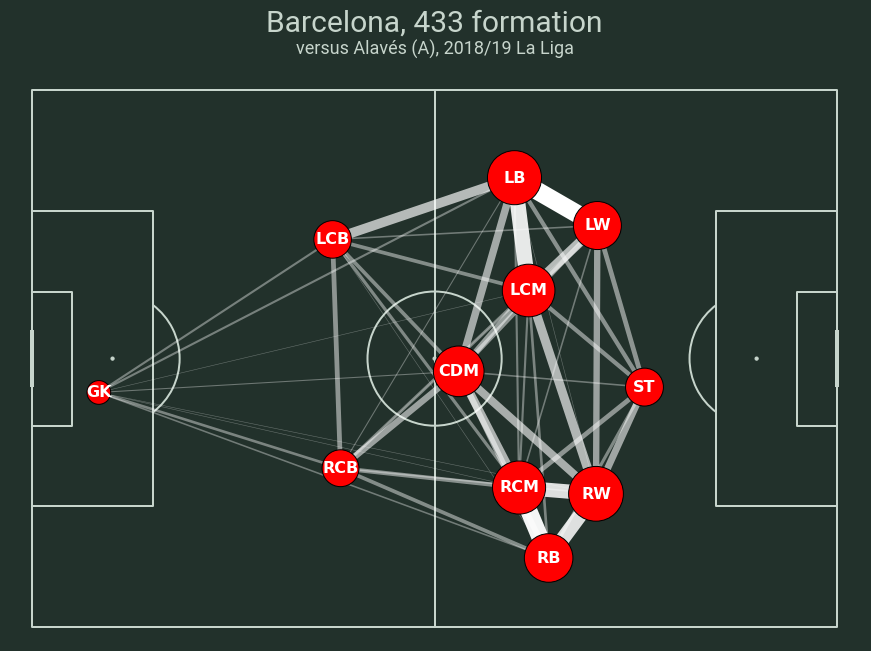 Barcelona, 433 formation
versus Alavés (A), 2018/19 La Liga
LB
LW
LCB
LCM
CDM
ST
GK
RCB
RCM
RW
RB